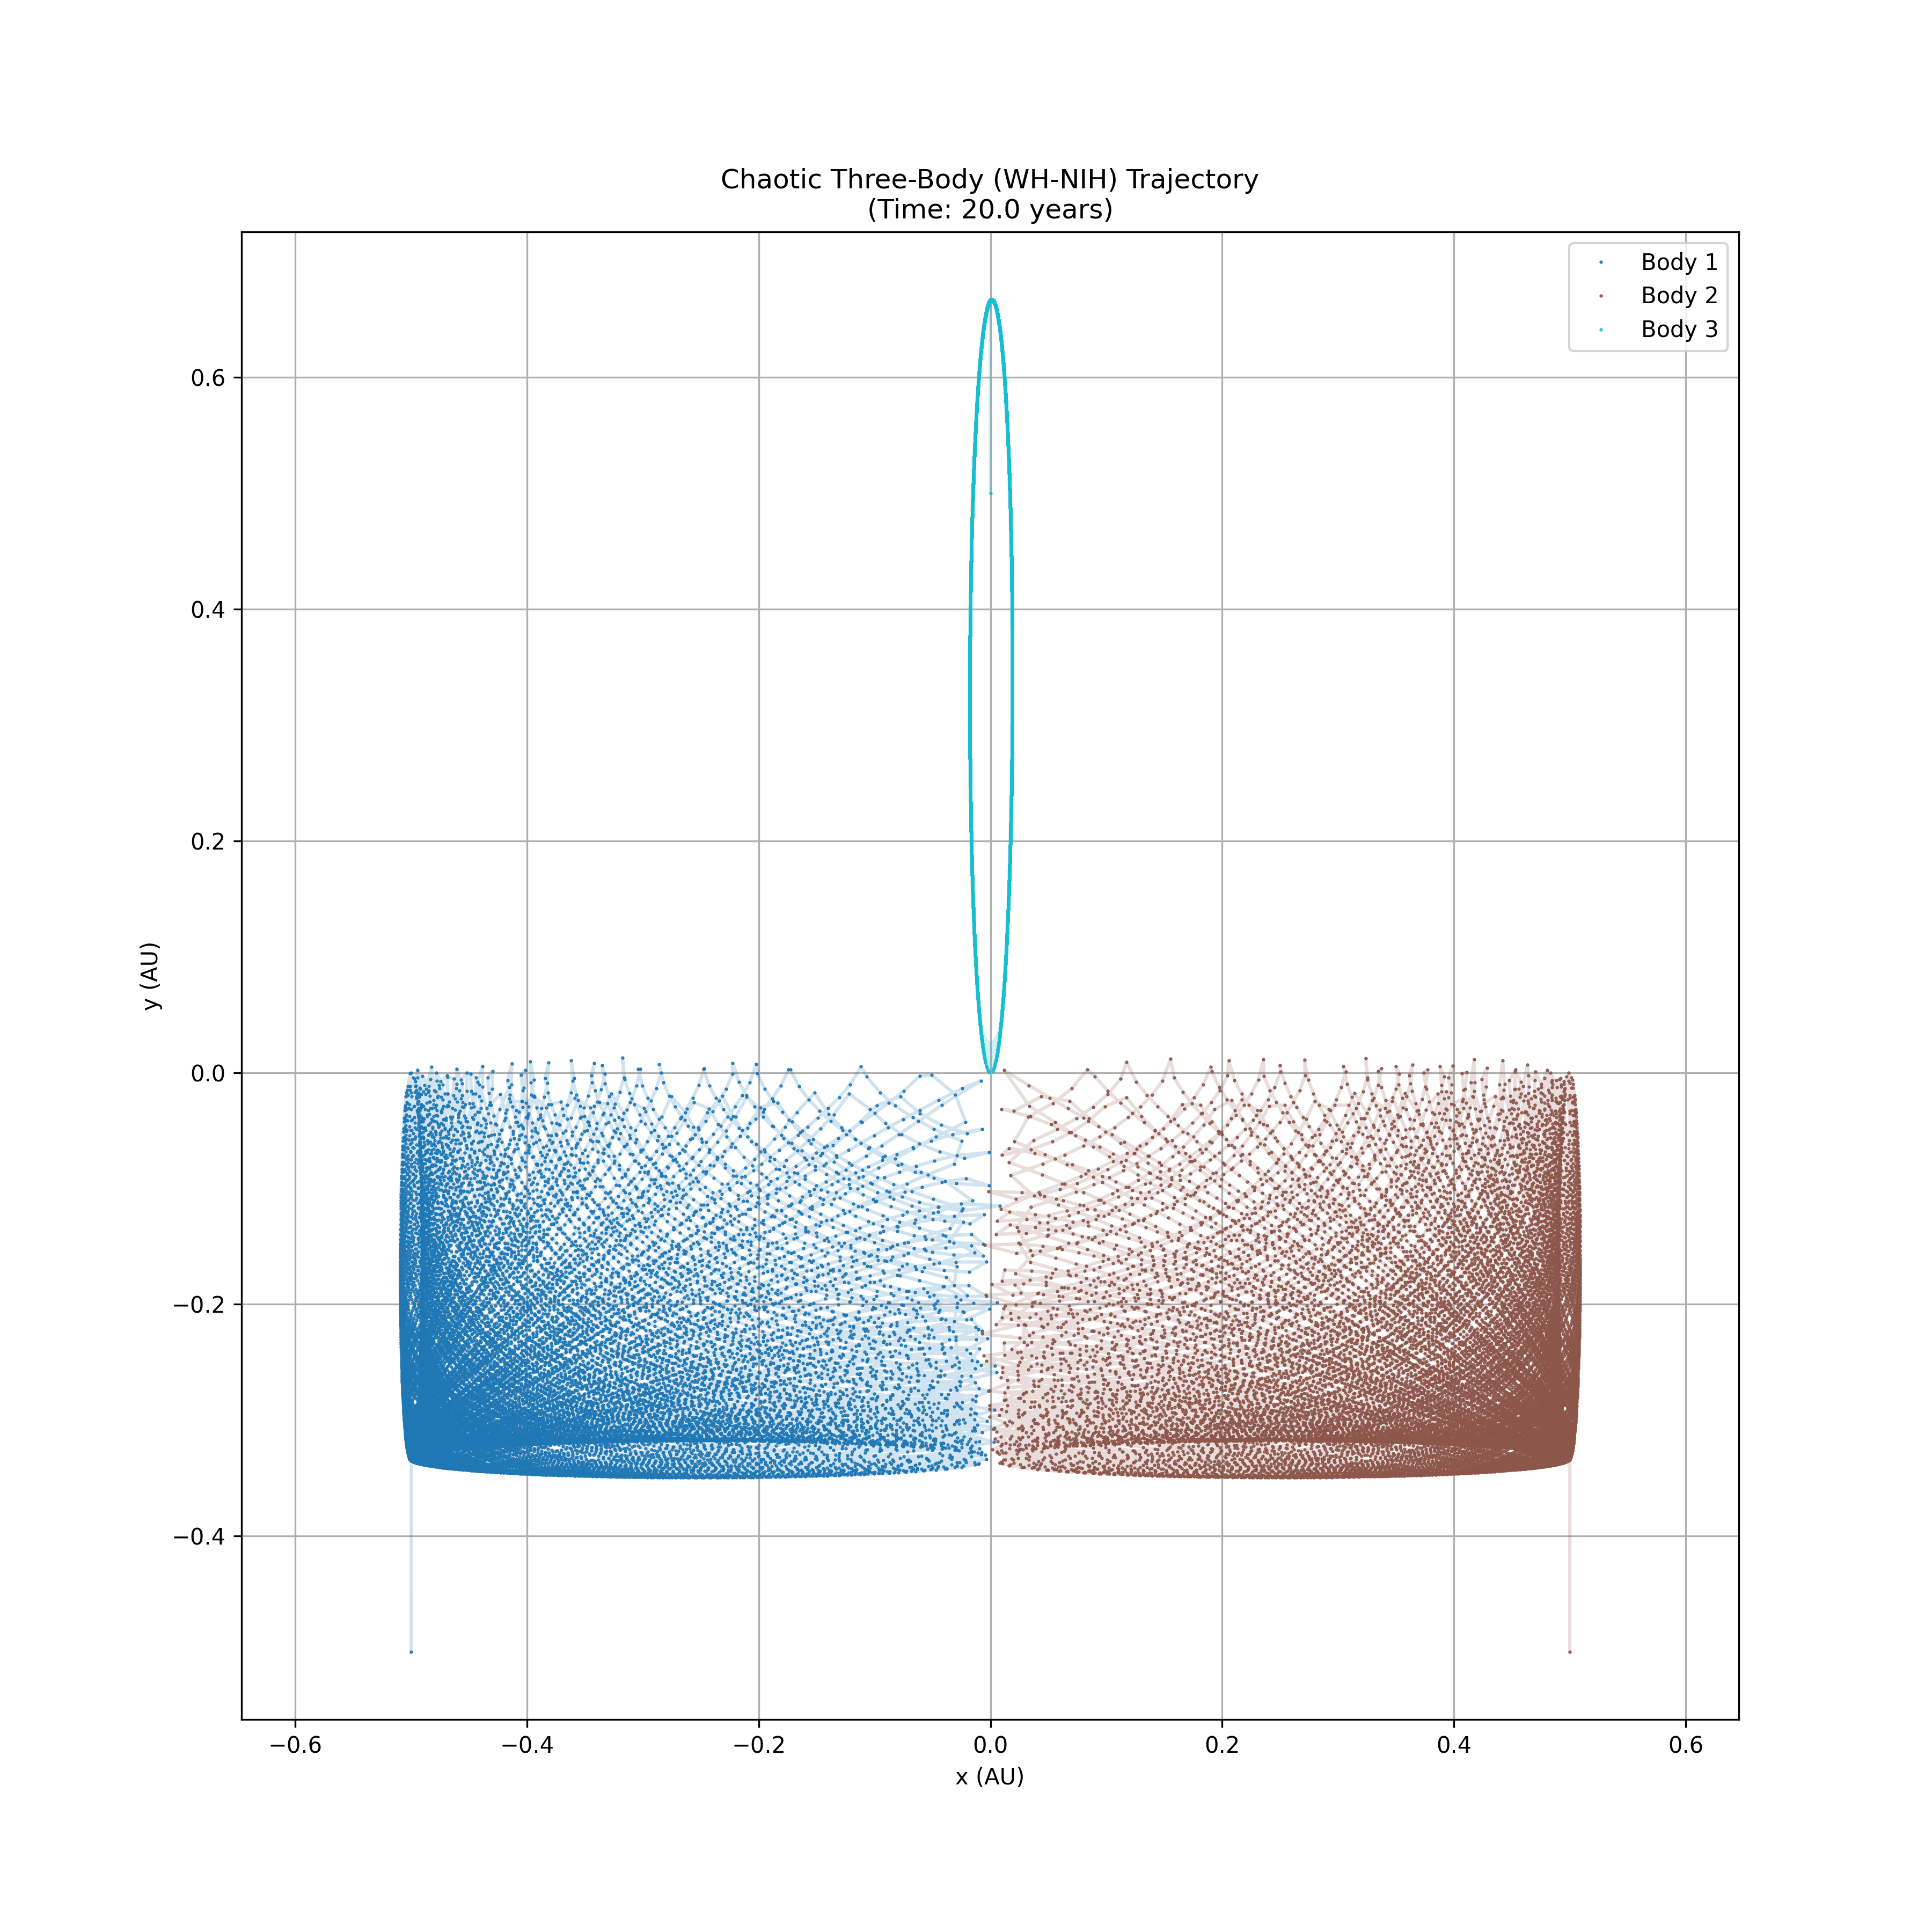 Chaotic Three-Body (WH-NIH) Trajectory
(Time: 20.0 years)
Body 1
Body 2
Body 3
0.6
0.4
0.2
0.0
−0.2
−0.4
y (AU)
−0.6 −0.4 −0.2 0.0 0.2 0.4 0.6
x (AU)